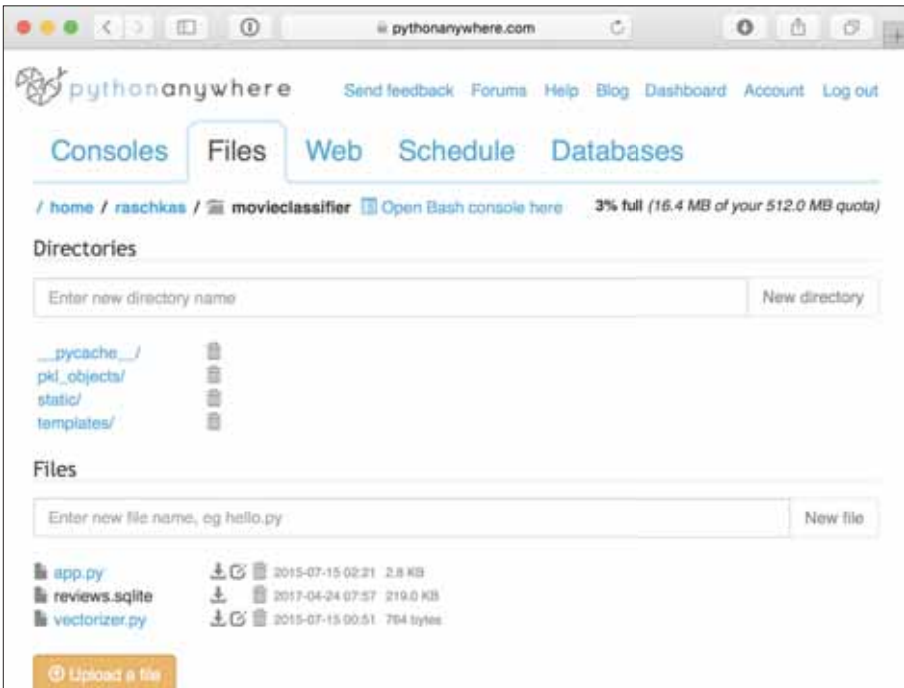 pythonanywhere.com
pythonanywhere
Send feedback Forums Help Blog Dashboard Account Log out
Consoles Files Web Schedule Databases
/ home / raschkas / movieclassifier Open Bash console here 3% full (16.4 MB of your 512.0 MB quota)
Directories
Enter new directory name New directory
__pycache__/
pkl_objects/
static/
templates/
Files
Enter new file name, eg hello.py New file
app.py 2015-07-15 02:21 2.8 KB
reviews.sqlite 2017-04-24 07:57 219.0 KB
vectorizer.py 2015-07-15 00:51 764 bytes
Upload a file